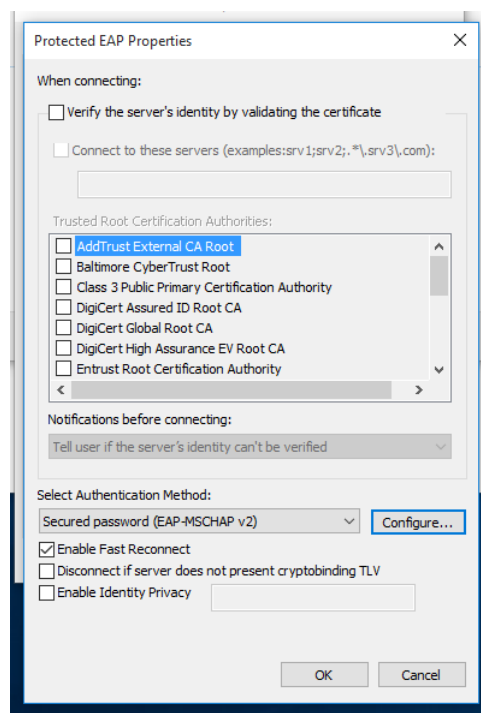 Protected EAP Properties
When connecting:
Verify the server's identity by validating the certificate
Connect to these servers (examples:srv1;srv2;.*\.srv3\.com):
Trusted Root Certification Authorities:
AddTrust External CA Root
Baltimore CyberTrust Root
Class 3 Public Primary Certification Authority
DigiCert Assured ID Root CA
DigiCert Global Root CA
DigiCert High Assurance EV Root CA
Entrust Root Certification Authority
Notifications before connecting:
Tell user if the server's identity can't be verified
Select Authentication Method:
Secured password (EAP-MSCHAP v2) Configure...
Enable Fast Reconnect
Disconnect if server does not present cryptobinding TLV
Enable Identity Privacy
OK Cancel